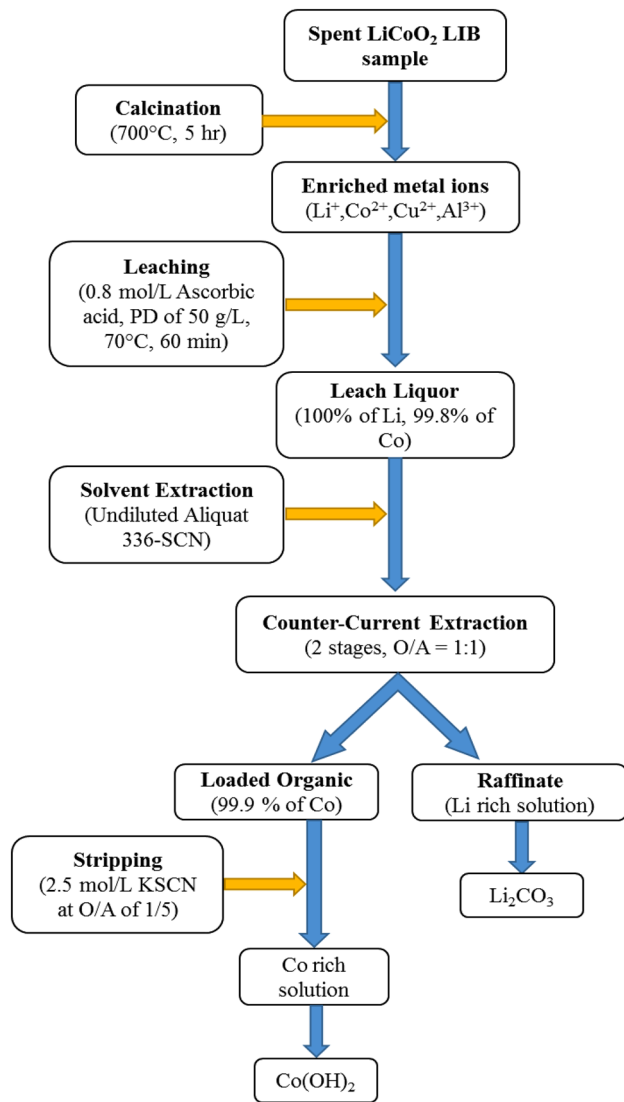 Spent LiCoO₂ LIB
sample
Calcination
(700°C, 5 hr)
Enriched metal ions
(Li⁺,Co²⁺,Cu²⁺,Al³⁺)
Leaching
(0.8 mol/L Ascorbic
acid, PD of 50 g/L,
70°C, 60 min)
Leach Liquor
(100% of Li, 99.8% of
Co)
Solvent Extraction
(Undiluted Aliquat
336-SCN)
Counter-Current Extraction
(2 stages, O/A = 1:1)
Loaded Organic
(99.9 % of Co)
Raffinate
(Li rich solution)
Stripping
(2.5 mol/L KSCN
at O/A of 1/5)
Li₂CO₃
Co rich
solution
Co(OH)₂